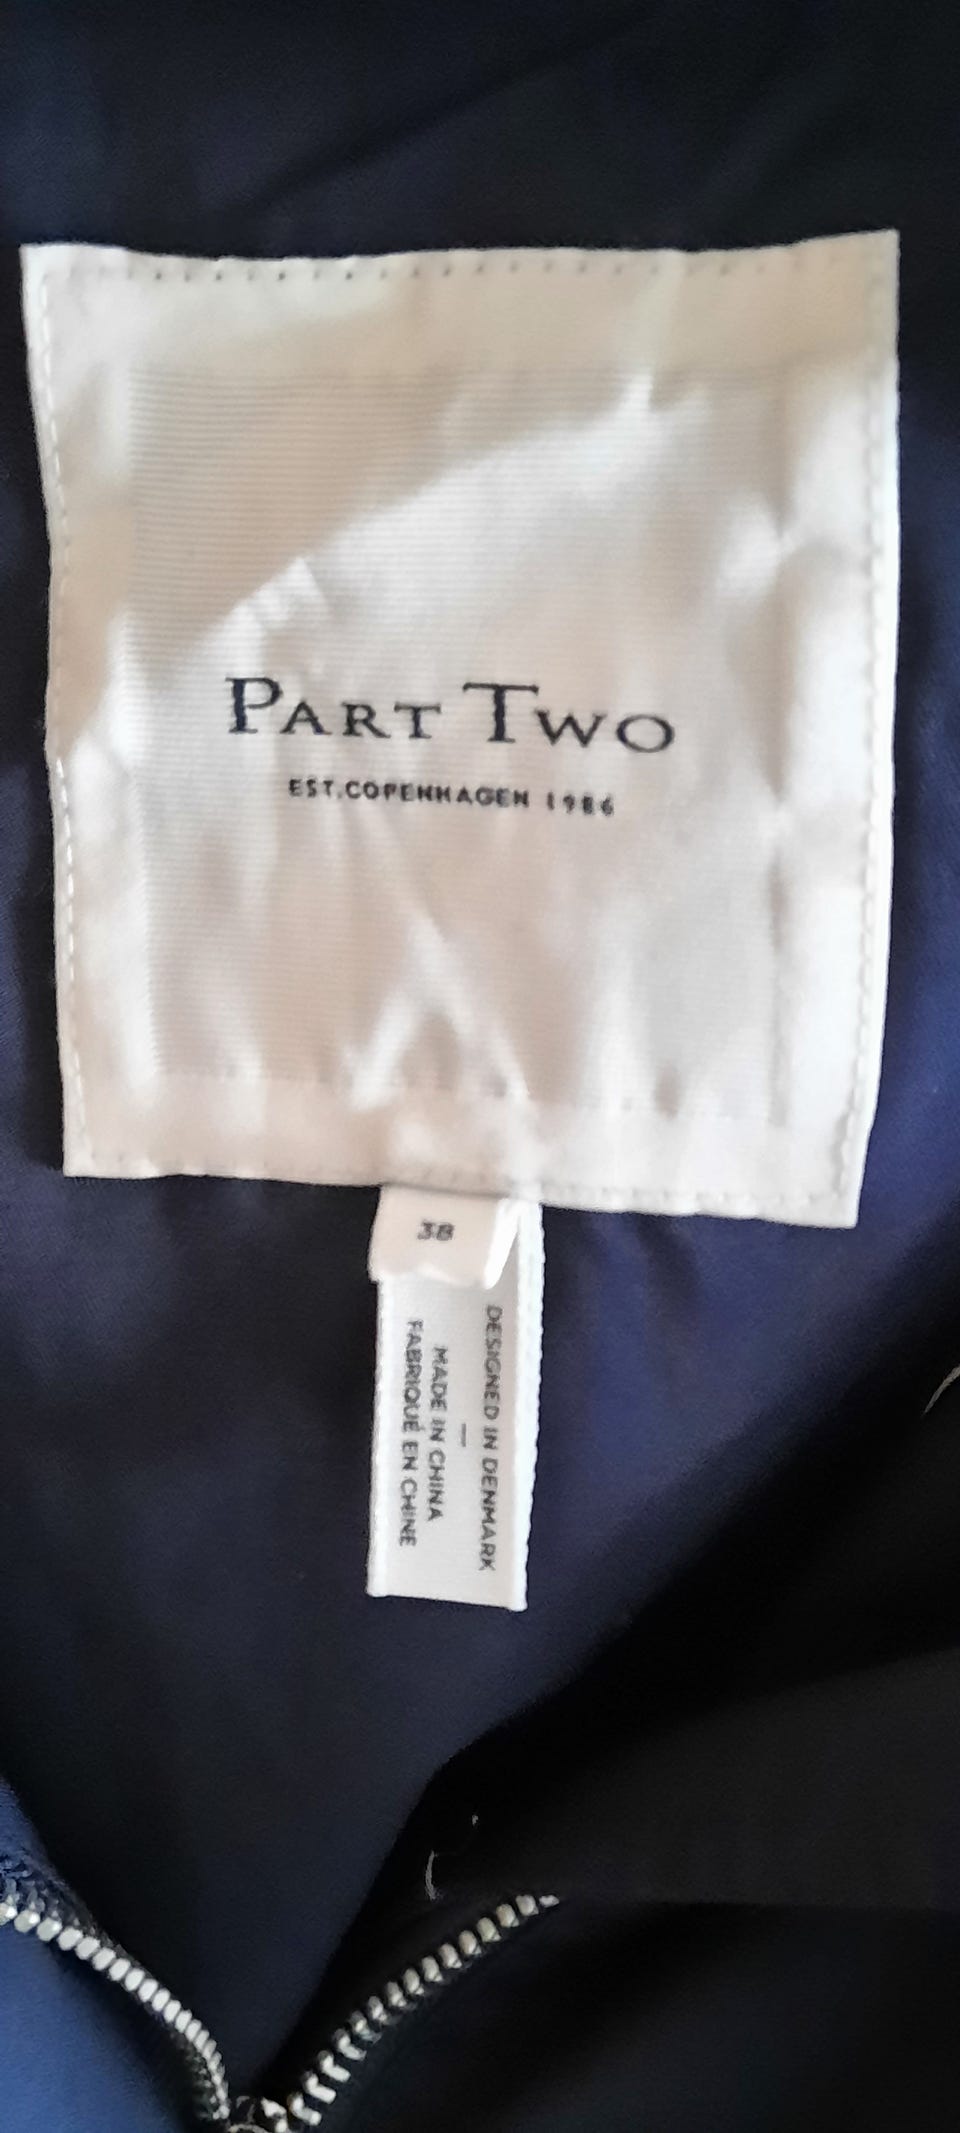 PART TWO
EST. COPENHAGEN 1986
38
DESIGNED IN DENMARK
—
MADE IN CHINA
FABRIQUÉ EN CHINE